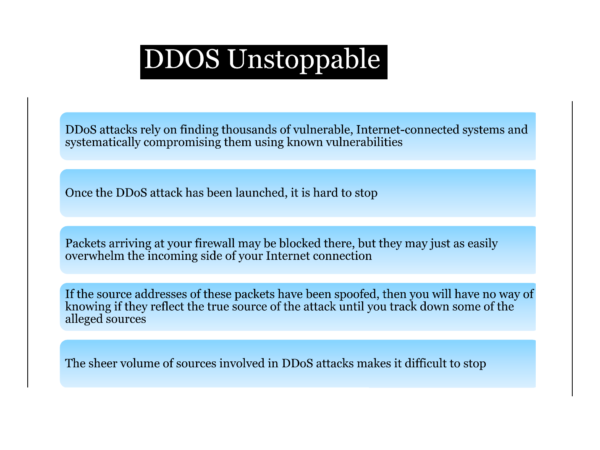 DDOS Unstoppable
DDoS attacks rely on finding thousands of vulnerable, Internet-connected systems and
systematically compromising them using known vulnerabilities
Once the DDoS attack has been launched, it is hard to stop
Packets arriving at your firewall may be blocked there, but they may just as easily
overwhelm the incoming side of your Internet connection
If the source addresses of these packets have been spoofed, then you will have no way of
knowing if they reflect the true source of the attack until you track down some of the
alleged sources
The sheer volume of sources involved in DDoS attacks makes it difficult to stop